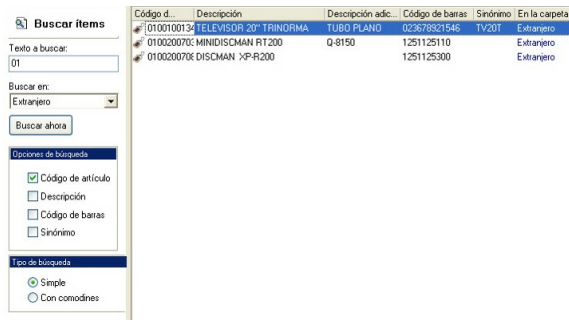 Buscar ítems
Texto a buscar:
01
Buscar en:
Extranjero
Buscar ahora
Opciones de búsqueda
Código de artículo
Descripción
Código de barras
Sinónimo
Tipo de búsqueda
Simple
Con comodines
Código d... Descripción Descripción adic... Código de barras Sinónimo En la carpeta
0100100134 TELEVISOR 20" TRINORMA TUBO PLANO 023678921546 TV20T Extranjero
MINIDISCMAN RT200 Q-8150 1251125110 Extranjero
DISCMAN XP-R200 1251125300 Extranjero